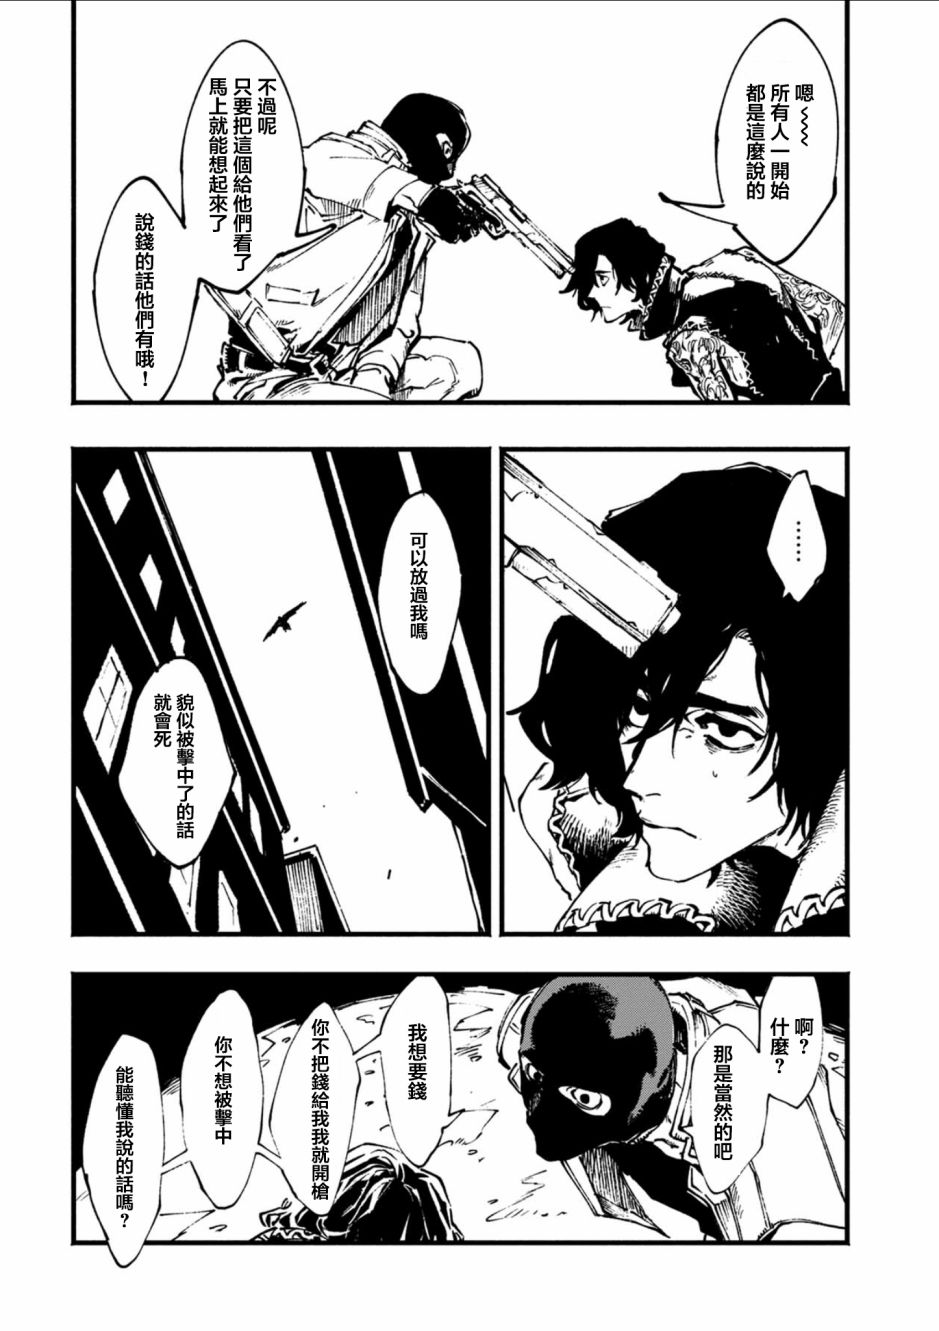 嗯
所有人一開始
都是這麼說的
不過呢
只要把這個給他們看了
馬上就能想起來了
說錢的話他們有哦！
……
可以放過我嗎
貌似被擊中了的話
就會死
啊？
什麼？
那是當然的吧
我想要錢
你不把錢給我我就開槍
你不想被擊中
能聽懂我說的話嗎？